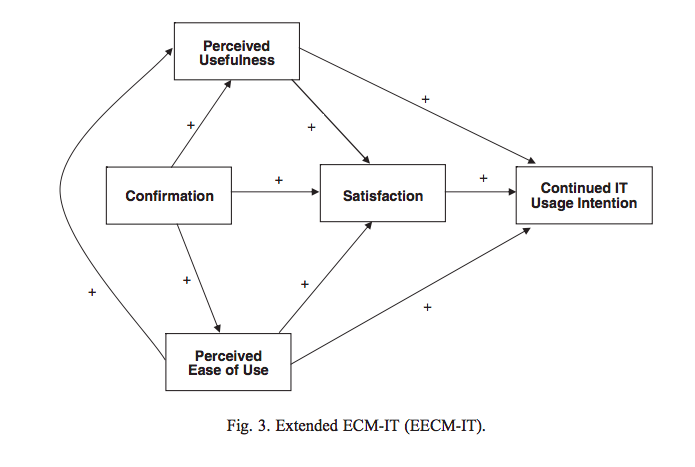 Perceived
Usefulness
+
+
+
Confirmation
+
Satisfaction
+
Continued IT
Usage Intention
+
+
+
+
Perceived
Ease of Use
Fig. 3. Extended ECM-IT (EECM-IT).